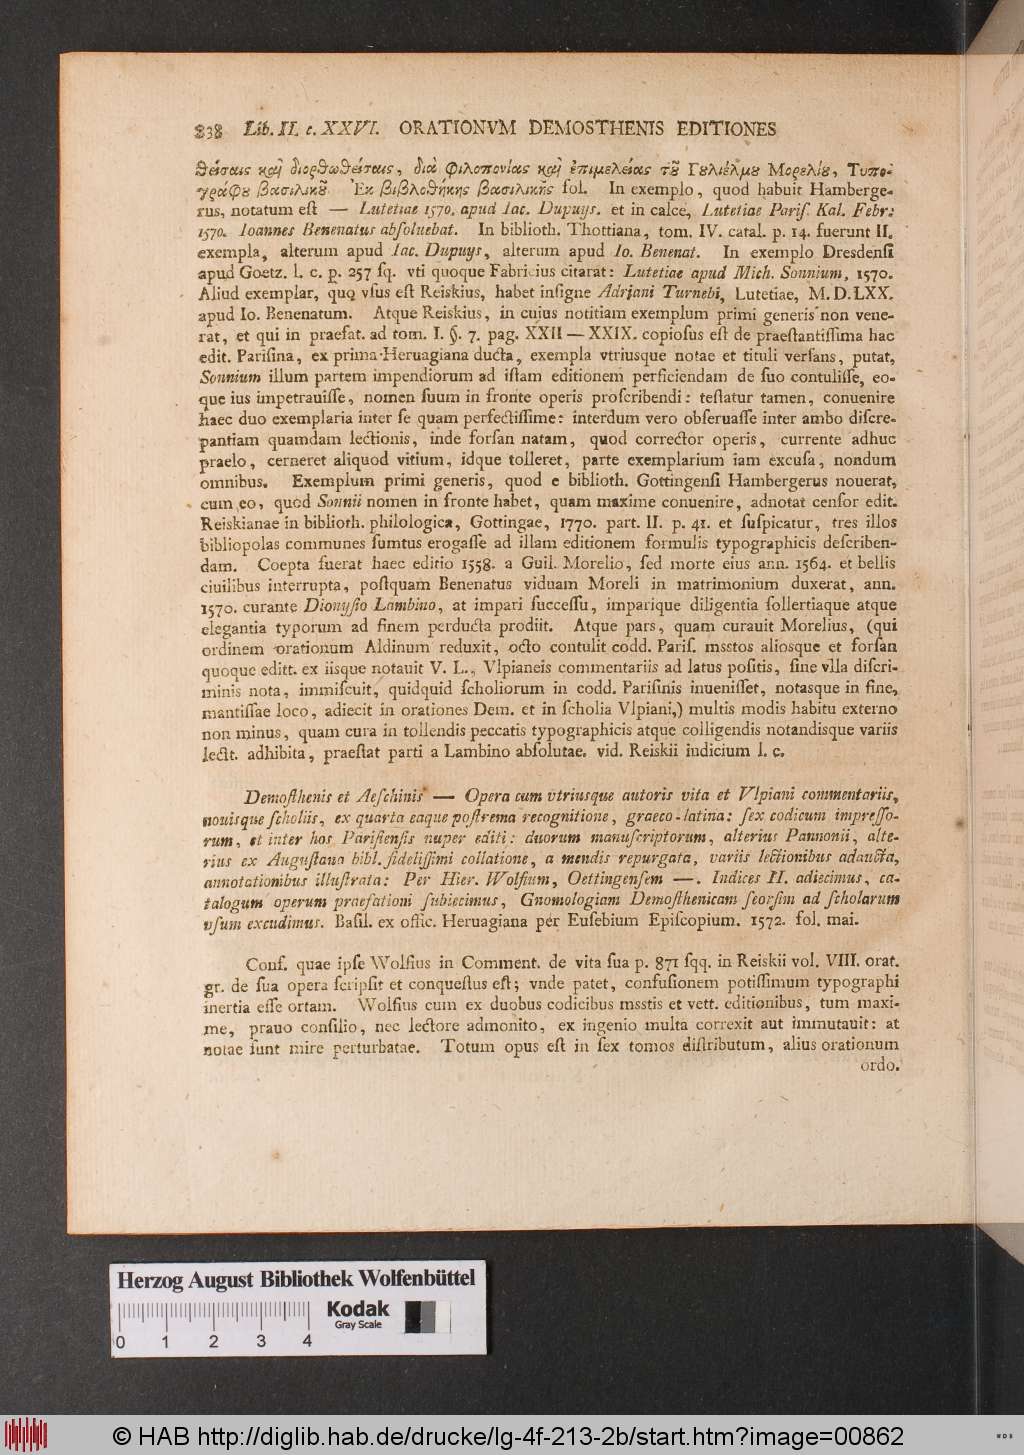 838 Lib. II. c. XXVI. ORATIONVM DEMOSTHENIS EDITIONES
θείσαις καὶ διορθωθείσαις, διὰ φιλοπονίας καὶ ἐπιμελείας τοῦ Γουλιέλμου Μορελίου, Τυπο-
γράφου βασιλικοῦ. Ἐκ βιβλοθήκης βασιλικῆς fol. In exemplo, quod habuit Hamberge-
rus, notatum eſt — Lutetiae 1570. apud Iac. Dupuys. et in calce, Lutetiae Pariſ. Kal. Febr.
1570. Ioannes Benenatus abſoluebat. In biblioth. Thottiana, tom. IV. catal. p. 14. fuerunt II.
exempla, alterum apud Iac. Dupuys, alterum apud Io. Benenat. In exemplo Dresdenſi
apud Goetz. l. c. p. 257 ſq. vti quoque Fabricius citarat: Lutetiae apud Mich. Sonnium, 1570.
Aliud exemplar, quo vſus eſt Reiskius, habet inſigne Adriani Turnebi, Lutetiae, M. D. LXX.
apud Io. Benenatum. Atque Reiskius, in cuius notitiam exemplum primi generis non vene-
rat, et qui in praefat. ad tom. I. §. 7. pag. XXII — XXIX. copioſus eſt de praeſtantiſſima hac
edit. Pariſina, ex prima Heruagiana ducta, exempla vtriusque notae et tituli verſans, putat,
Sonnium illum partem impendiorum ad iſtam editionem perficiendam de ſuo contuliſſe, eo-
que ius impetrauiſſe, nomen ſuum in fronte operis proſcribendi: teſtatur tamen, conuenire
haec duo exemplaria inter ſe quam perfectiſſime: interdum vero obſeruaſſe inter ambo diſcre-
pantiam quamdam lectionis, inde forſan natam, quod corrector operis, currente adhuc
praelo, cerneret aliquod vitium, idque tolleret, parte exemplarium iam excuſa, nondum
omnibus. Exemplum primi generis, quod e biblioth. Gottingenſi Hambergerus nouerat,
cum eo, quod Sonnii nomen in fronte habet, quam maxime conuenire, adnotat cenſor edit.
Reiskianae in biblioth. philologica, Gottingae, 1770. part. II. p. 41. et ſuſpicatur, tres illos
bibliopolas communes ſumtus erogaſſe ad illam editionem formulis typographicis deſcriben-
dam. Coepta fuerat haec editio 1558. a Guil. Morelio, ſed morte eius ann. 1564. et bellis
ciuilibus interrupta, poſtquam Benenatus viduam Moreli in matrimonium duxerat, ann.
1570. curante Dionyſio Lambino, at impari ſucceſſu, imparique diligentia ſollertiaque atque
elegantia typorum ad finem perducta prodiit. Atque pars, quam curauit Morelius, (qui
ordinem orationum Aldinum reduxit, octo contulit codd. Pariſ. msstos aliosque et forſan
quoque editt. ex iisque notauit V. L., Vlpianeis commentariis ad latus poſitis, ſine vlla diſcri-
minis nota, immiſcuit, quidquid ſcholiorum in codd. Pariſinis inueniſſet, notasque in fine,
mantiſſae loco, adiecit in orationes Dem. et in ſcholia Vlpiani,) multis modis habitu externo
non minus, quam cura in tollendis peccatis typographicis atque colligendis notandisque variis
lectt. adhibita, praeſtat parti a Lambino abſolutae. vid. Reiskii indicium l. c.
Demoſthenis et Aeſchinis — Opera cum vtriusque autoris vita et Vlpiani commentariis,
nouisque ſcholiis, ex quarta eaque poſtrema recognitione, graeco-latina: ſex codicum impreſſo-
rum, et inter hos Pariſienſis nuper editi: duorum manuſcriptorum, alterius Pannonii, alte-
rius ex Auguſtana bibl. fideliſſimi collatione, a mendis repurgata, variis lectionibus adaucta,
annotationibus illuſtrata: Per Hier. Wolfium, Oettingenſem —. Indices II. adiecimus, ca-
talogum operum praefationi ſubiecimus, Gnomologiam Demoſthenicam ſeorſim ad ſcholarum
vſum excudimus. Baſil. ex offic. Heruagiana per Euſebium Epiſcopium. 1572. fol. mai.
Conf. quae ipſe Wolfius in Comment. de vita ſua p. 871 ſqq. in Reiskii vol. VIII. orat.
gr. de ſua opera ſcripſit et conqueſtus eſt; vnde patet, confuſionem potiſſimum typographi
inertia eſſe ortam. Wolfius cum ex duobus codicibus msstis et vett. editionibus, tum maxi-
me, prauo conſilio, nec lectore admonito, ex ingenio multa correxit aut immutauit: at
notae ſunt mire perturbatae. Totum opus eſt in ſex tomos diſtributum, alius orationum
ordo.
Herzog August Bibliothek Wolfenbüttel
Kodak
Gray Scale
0 1 2 3 4
© HAB http://diglib.hab.de/drucke/lg-4f-213-2b/start.htm?image=00862